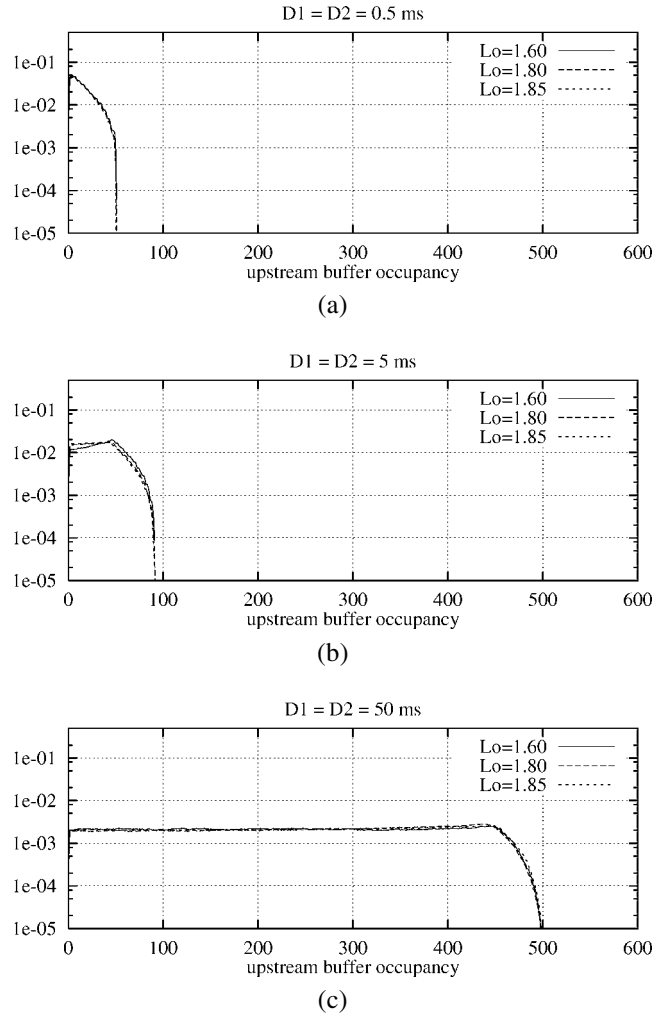 D1 = D2 = 0.5 ms
Lo=1.60
Lo=1.80
Lo=1.85
1e-01
1e-02
1e-03
1e-04
1e-05
0 100 200 300 400 500 600
upstream buffer occupancy
(a)
D1 = D2 = 5 ms
Lo=1.60
Lo=1.80
Lo=1.85
1e-01
1e-02
1e-03
1e-04
1e-05
0 100 200 300 400 500 600
upstream buffer occupancy
(b)
D1 = D2 = 50 ms
Lo=1.60
Lo=1.80
Lo=1.85
1e-01
1e-02
1e-03
1e-04
1e-05
0 100 200 300 400 500 600
upstream buffer occupancy
(c)